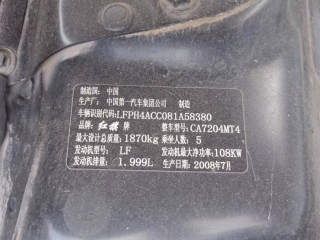 制造国：中国
生产厂：中国第一汽车集团公司 制造
车辆识别代码：LFPH4ACC081A58380
品牌：红旗 牌 整车型号：CA7204MT4
最大设计总质量：1870kg 乘坐人数：5
发动机型号：LF 发动机最大净功率：108KW
发动机排量：1.999L 生产日期：2008年7月